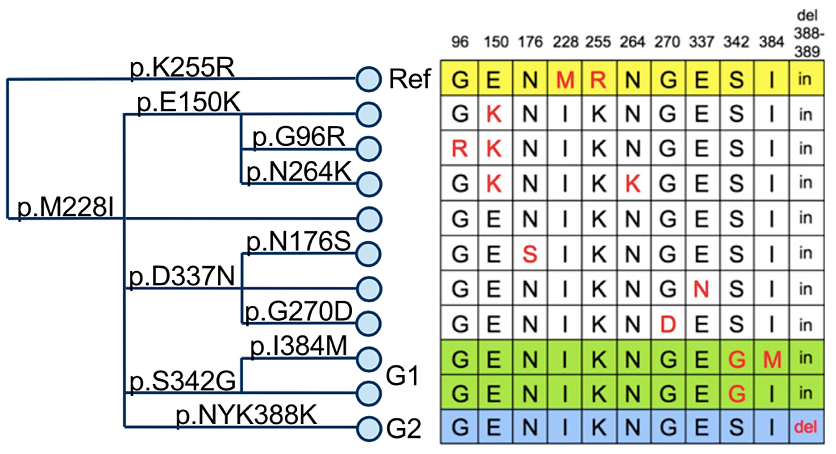 del
96 150 176 228 255 264 270 337 342 384 388-
389
p.K255R Ref G E N M R N G E S I in
p.E150K G K N I K N G E S I in
p.G96R R K N I K N G E S I in
p.N264K G K N I K K G E S I in
p.M228I G E N I K N G E S I in
p.N176S G E S I K N G E S I in
p.D337N G E N I K N G N S I in
p.G270D G E N I K N D E S I in
p.I384M G E N I K N G E G M in
G1
p.S342G G E N I K N G E G I in
p.NYK388K G2 G E N I K N G E S I del